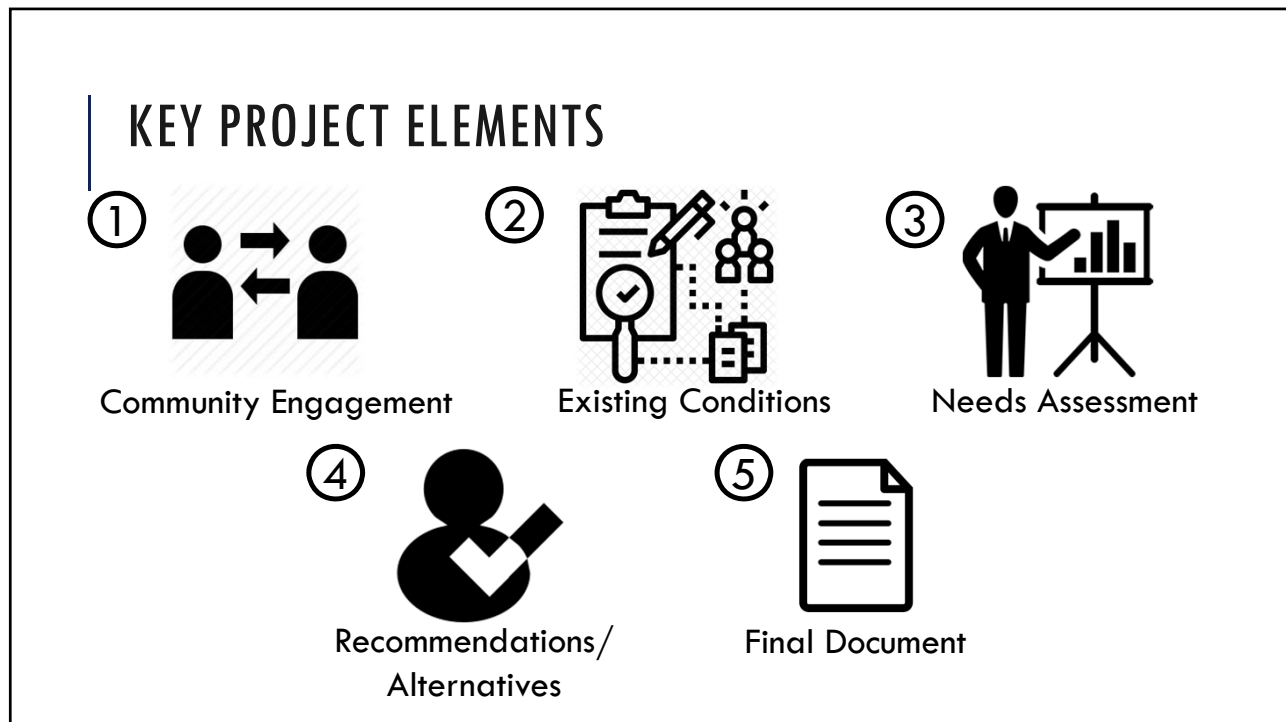 KEY PROJECT ELEMENTS
1
Community Engagement
2
Existing Conditions
3
Needs Assessment
4
Recommendations/
Alternatives
5
Final Document